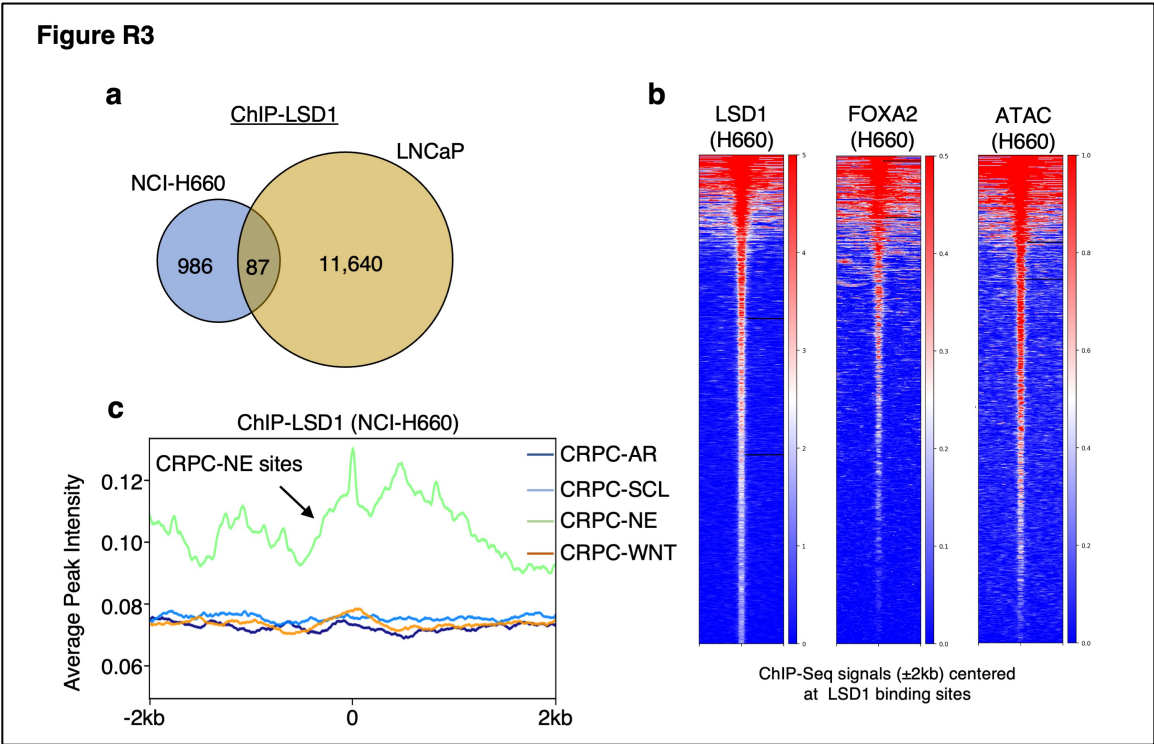 Figure R3
a
ChIP-LSD1
NCI-H660
LNCaP
986
87
11,640
b
LSD1
(H660)
FOXA2
(H660)
ATAC
(H660)
5
4
3
2
1
0
0.5
0.4
0.3
0.2
0.1
0.0
1.0
0.8
0.6
0.4
0.2
0.0
ChIP-Seq signals (±2kb) centered
at LSD1 binding sites
c
ChIP-LSD1 (NCI-H660)
CRPC-NE sites
CRPC-AR
CRPC-SCL
CRPC-NE
CRPC-WNT
Average Peak Intensity
0.12
0.10
0.08
0.06
-2kb
0
2kb